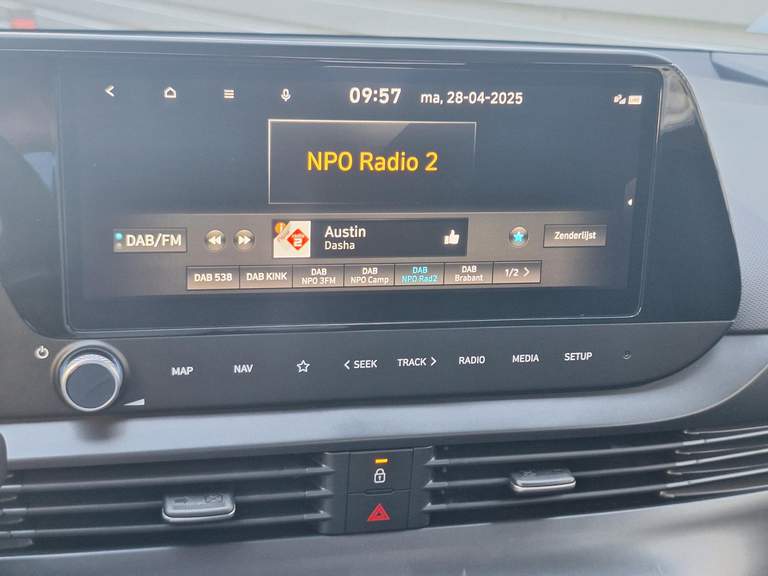 09:57 ma, 28-04-2025
NPO Radio 2
DAB/FM
2
Austin
Dasha
Zenderlijst
DAB 538
DAB KINK
DAB
NPO 3FM
DAB
NPO Camp
DAB
NPO Rad2
DAB
Brabant
1/2
MAP
NAV
SEEK
TRACK
RADIO
MEDIA
SETUP